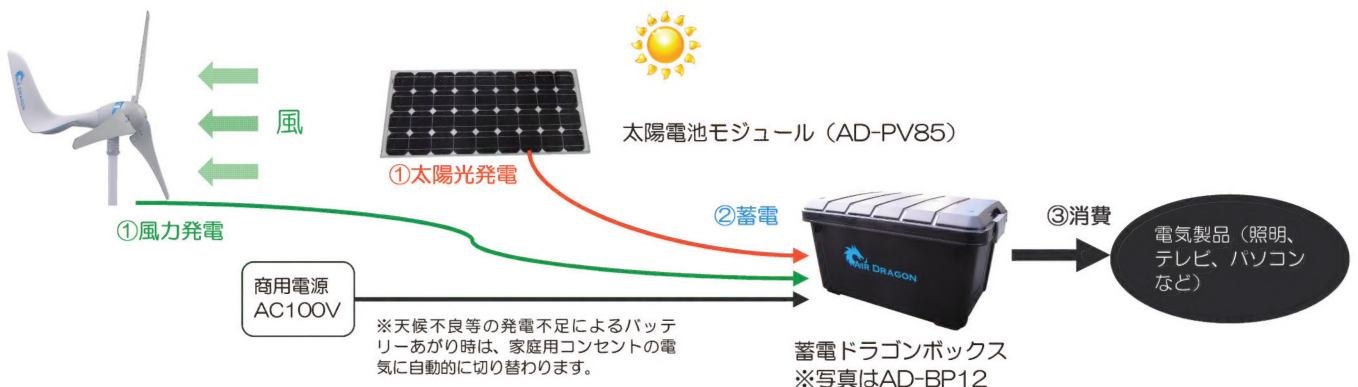 AIR DRAGON
風
太陽電池モジュール（AD-PV85）
①太陽光発電
①風力発電
②蓄電
③消費
商用電源
AC100V
※天候不良等の発電不足によるバッテ
リーあがり時は、家庭用コンセントの電
気に自動的に切り替わります。
AIR DRAGON
電気製品（照明、
テレビ、パソコン
など）
蓄電ドラゴンボックス
※写真はAD-BP12